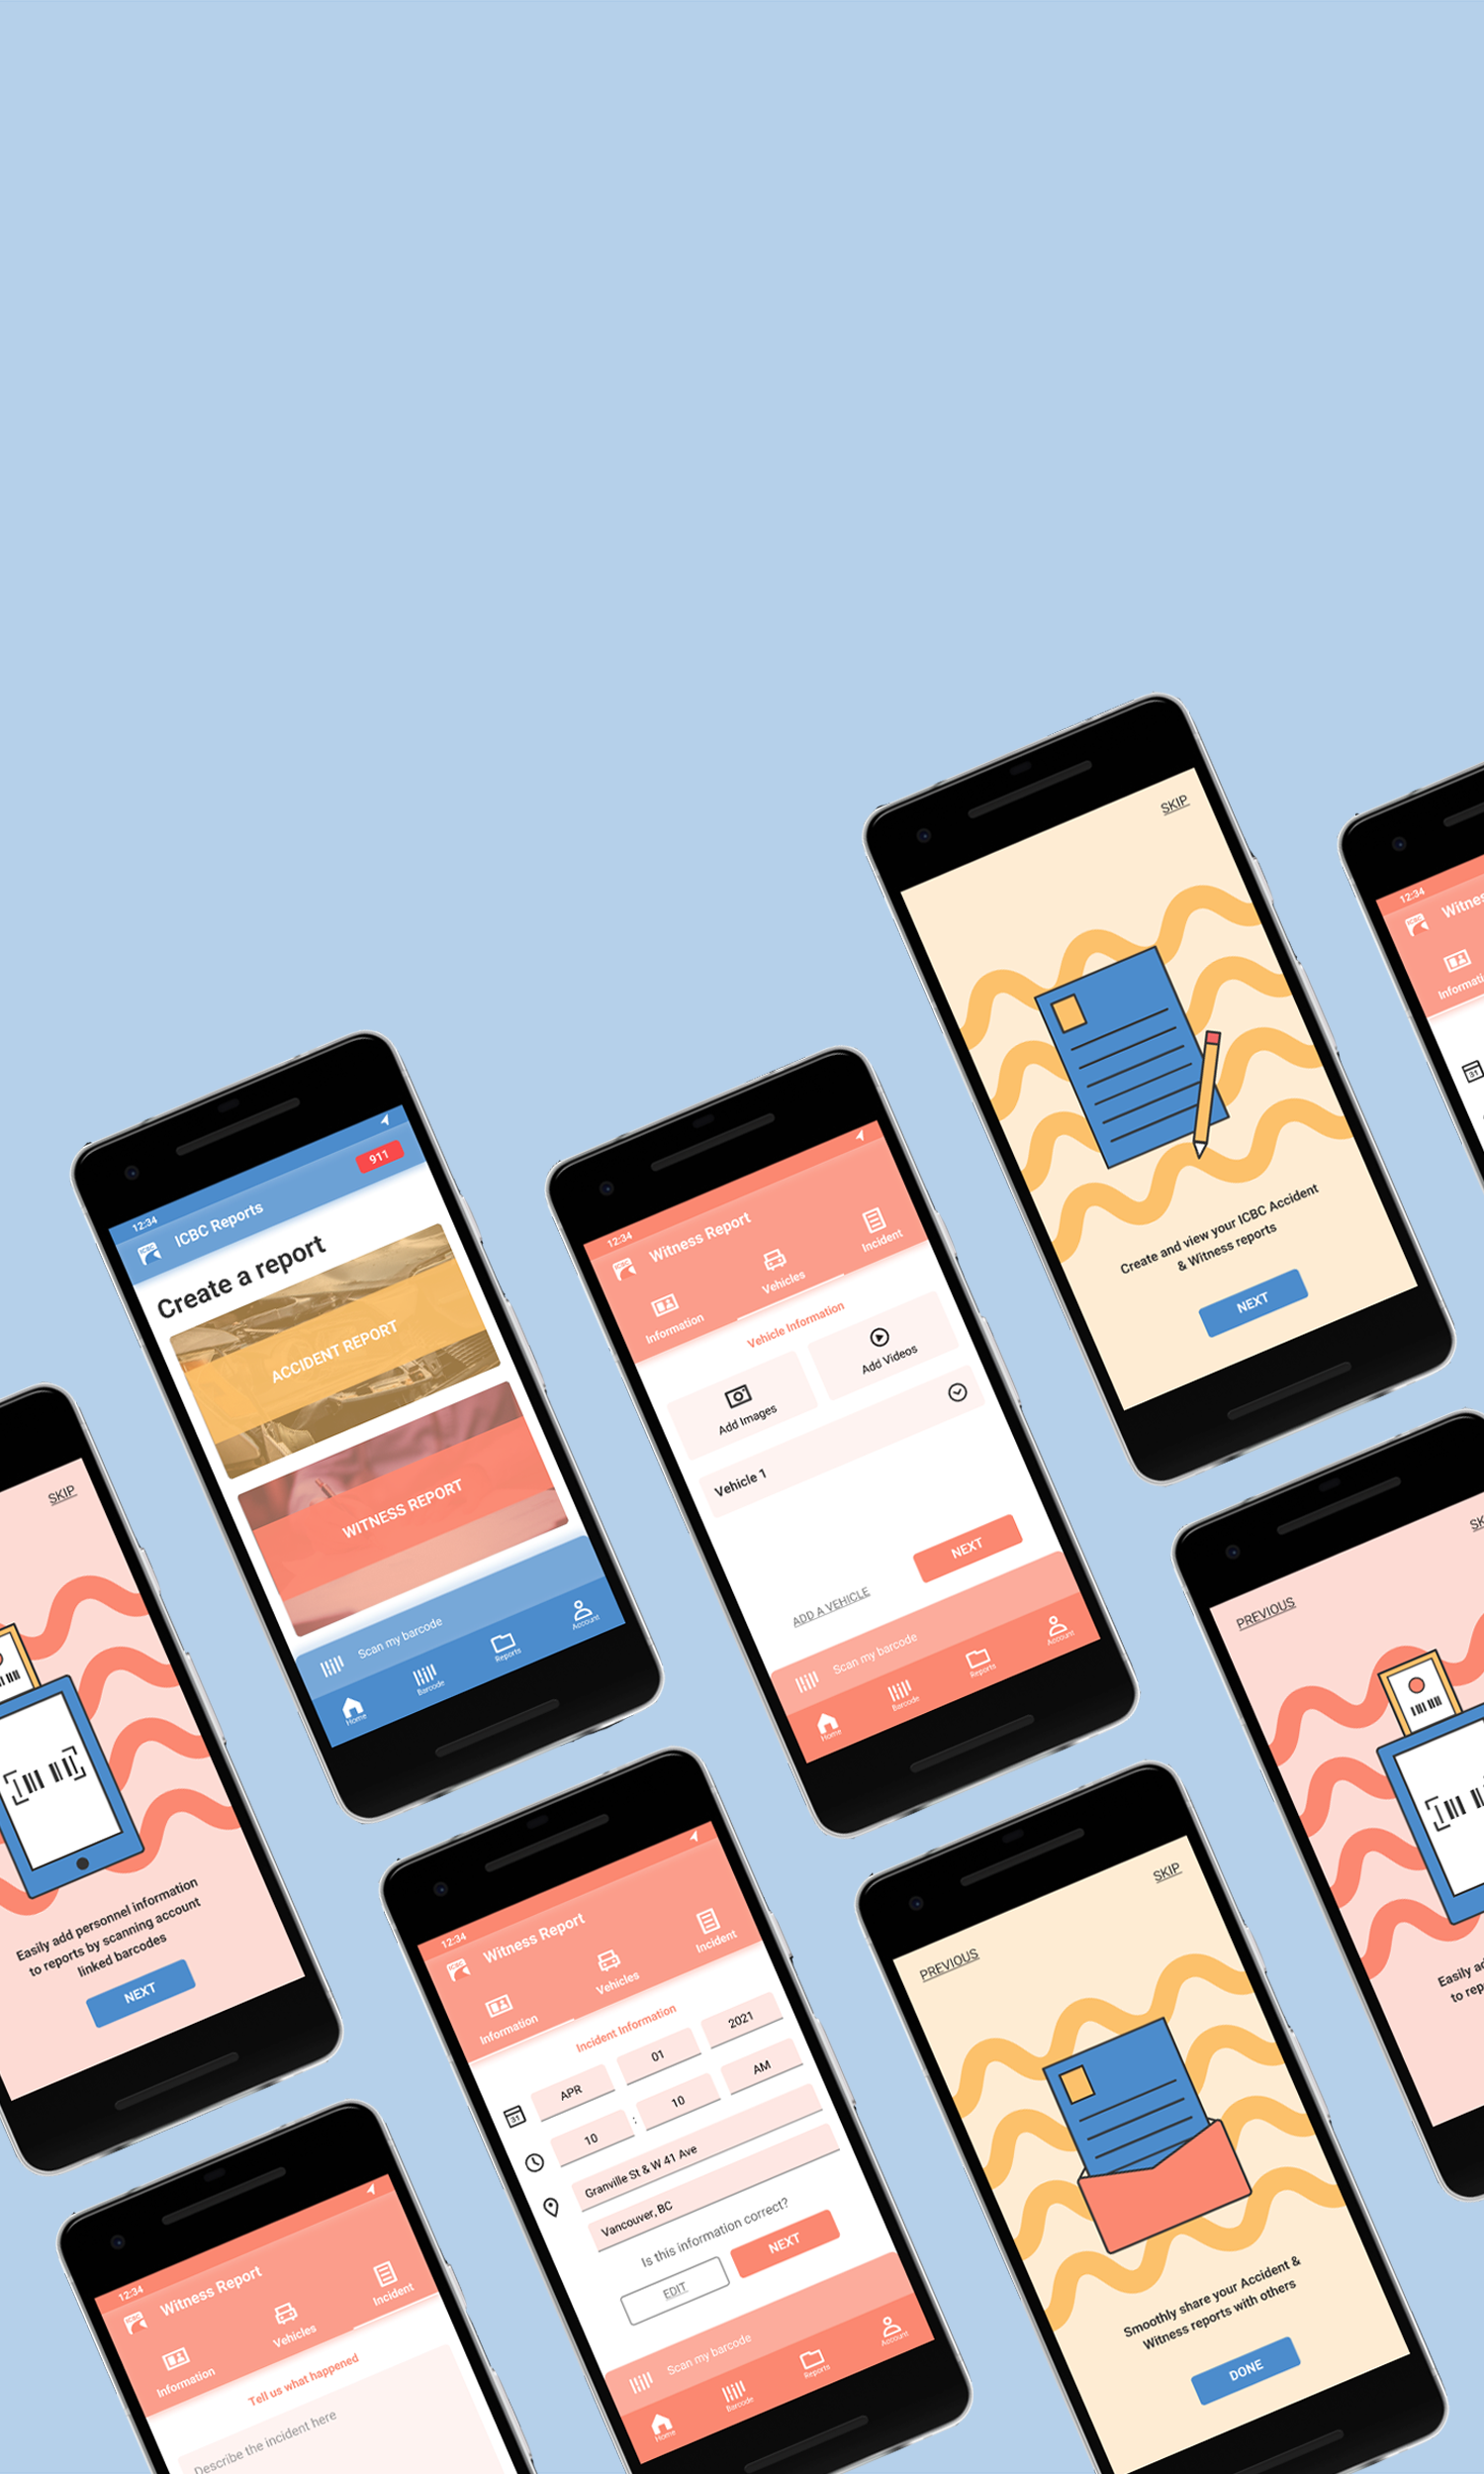 SKIP
Create and view your ICBC Accident
& Witness reports
NEXT
12:34
ICBC
Witnes
Informati
31
12:34
911
ICBC
ICBC Reports
Create a report
ACCIDENT REPORT
WITNESS REPORT
Scan my barcode
Home
Barcode
Reports
Account
12:34
ICBC
Witness Report
Information
Vehicles
Incident
Vehicle Information
Add Images
Add Videos
Vehicle 1
ADD A VEHICLE
NEXT
Scan my barcode
Home
Barcode
Reports
Account
SKIP
Easily add personnel information
to reports by scanning account
linked barcodes
NEXT
PREVIOUS
SK
Easily ad
to rep
12:34
ICBC
Witness Report
Information
Vehicles
Incident
Incident Information
31
APR
01
2021
10
:
10
AM
Granville St & W 41 Ave
Vancouver, BC
Is this information correct?
EDIT
NEXT
Scan my barcode
Home
Barcode
Reports
Account
PREVIOUS
SKIP
Smoothly share your Accident &
Witness reports with others
DONE
12:34
ICBC
Witness Report
Information
Vehicles
Incident
Tell us what happened
Describe the incident here